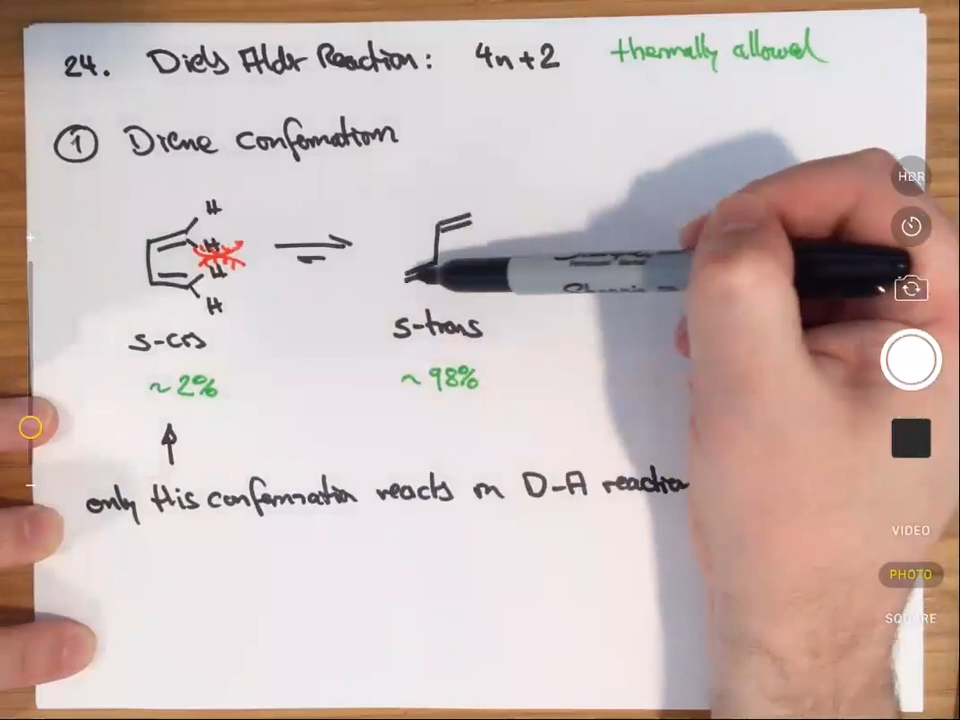 24. Diels Alder Reaction: 4n+2 thermally allowed
① Diene conformation
H
H
H
H
s-cis s-trans
~2% ~98%
only this conformation reacts in D-A reaction
HDR
VIDEO
PHOTO
SQUARE